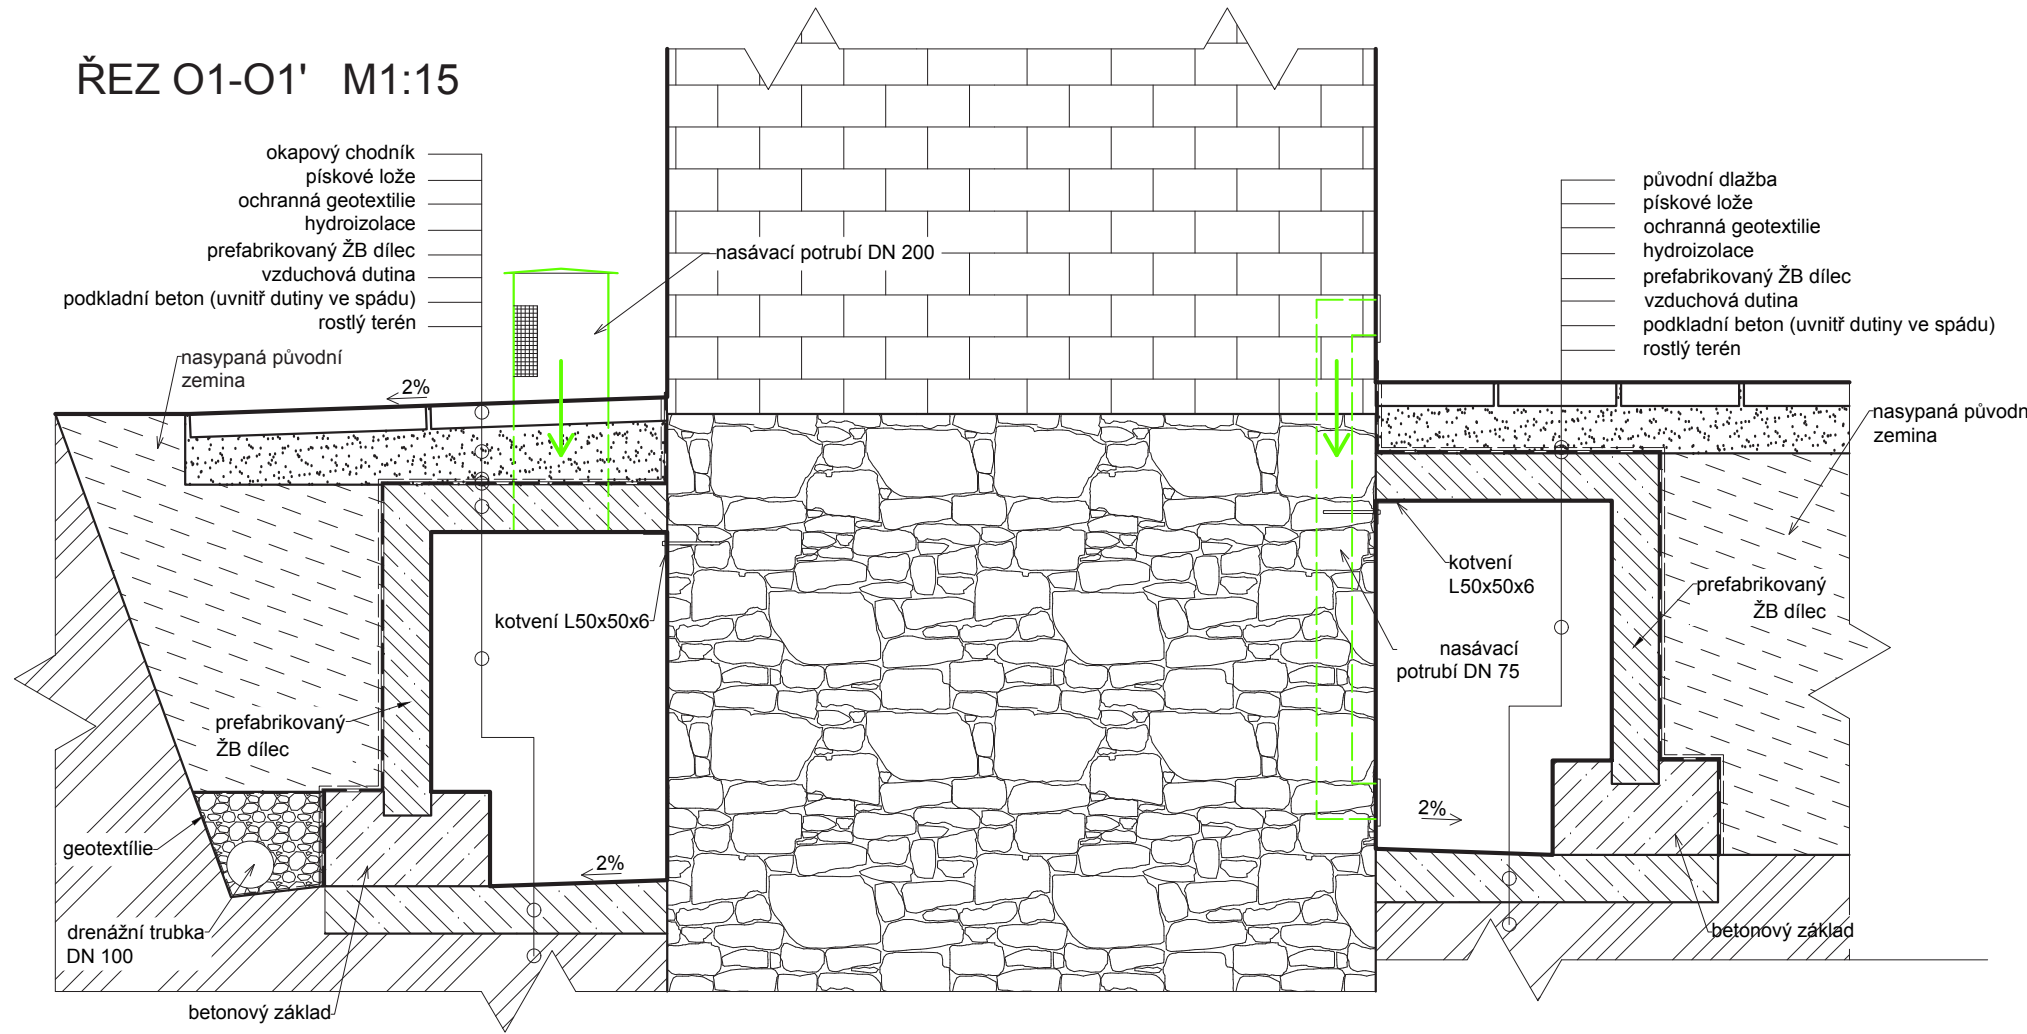 ŘEZ O1-O1' M1:15
okapový chodník
pískové lože
ochranná geotextilie
hydroizolace
prefabrikovaný ŽB dílec
vzduchová dutina
podkladní beton (uvnitř dutiny ve spádu)
rostlý terén
nasypaná původní
zemina
2%
nasávací potrubí DN 200
původní dlažba
pískové lože
ochranná geotextilie
hydroizolace
prefabrikovaný ŽB dílec
vzduchová dutina
podkladní beton (uvnitř dutiny ve spádu)
rostlý terén
nasypaná původn
zemina
kotvení L50x50x6
kotvení
L50x50x6
prefabrikovaný
ŽB dílec
nasávací
potrubí DN 75
prefabrikovaný
ŽB dílec
2%
geotextílie
2%
drenážní trubka
DN 100
betonový základ
betonový základ